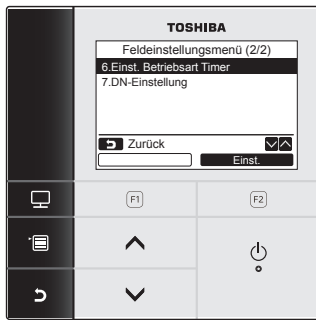 TOSHIBA
Feldeinstellungsmenü (2/2)
6.Einst. Betriebsart Timer
7.DN-Einstellung
Zurück
Einst.
F1
F2